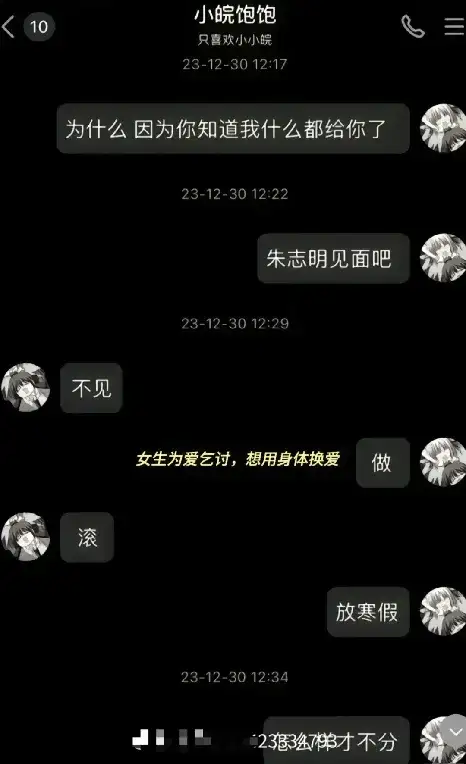 10
小皖饱饱
只喜欢小小皖
23-12-30 12:17
为什么 因为你知道我什么都给你了
23-12-30 12:22
朱志明见面吧
23-12-30 12:29
不见
女生为爱乞讨，想用身体换爱
做
滚
放寒假
23-12-30 12:34
怎么样才不分